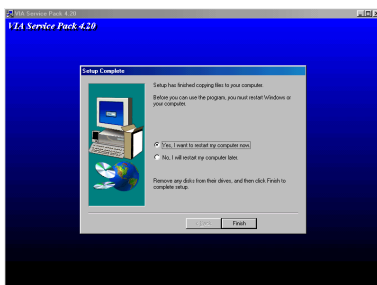 VIA Service Pack 4.20
VIA Service Pack 4.20
Setup Complete
Setup has finished copying files to your computer.
Before you can use the program, you must restart Windows or
your computer.
Yes, I want to restart my computer now.
No, I will restart my computer later.
Remove any disks from their drives, and then click Finish to
complete setup.
< Back
Finish